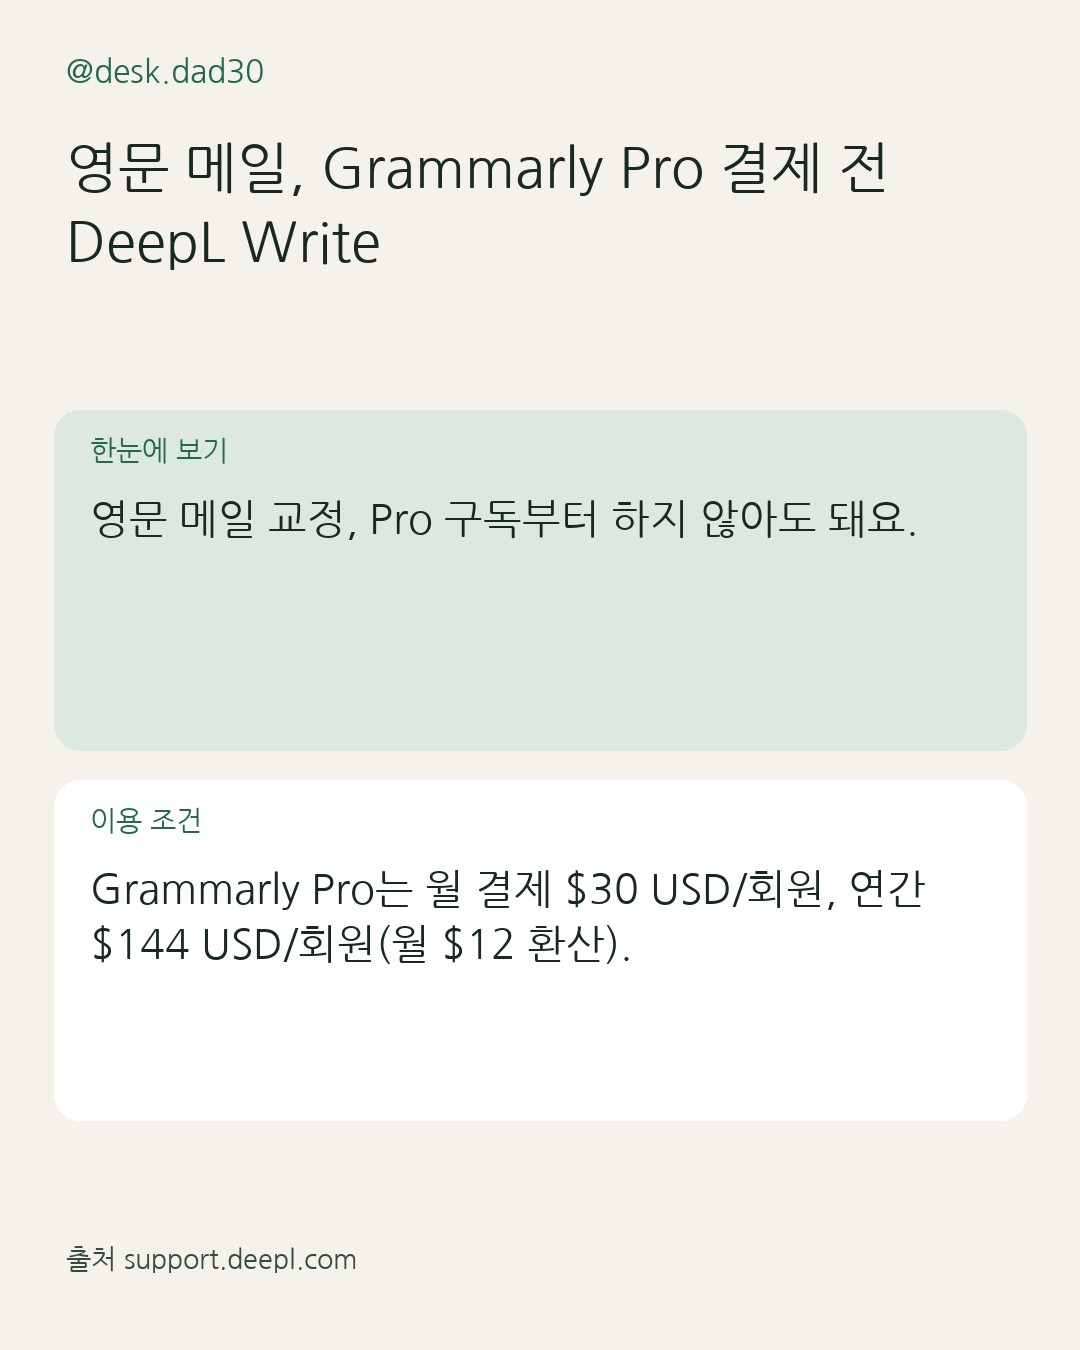 @desk.dad30
영문 메일, Grammarly Pro 결제 전
DeepL Write
한눈에 보기
영문 메일 교정, Pro 구독부터 하지 않아도 돼요.
이용 조건
Grammarly Pro는 월 결제 $30 USD/회원, 연간
$144 USD/회원(월 $12 환산).
출처 support.deepl.com